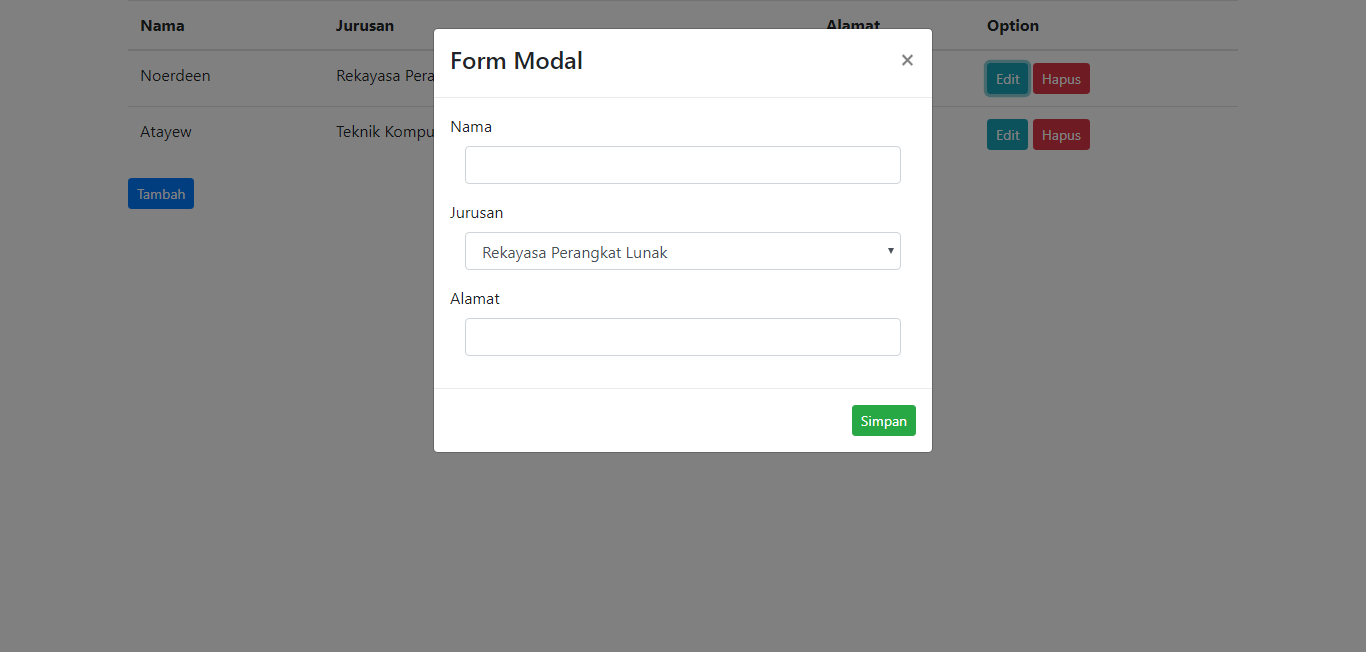 Nama Jurusan Alamat Option
Form Modal ×
Noerdeen Rekayasa Pera Edit Hapus
Nama
Atayew Teknik Kompu Edit Hapus
Tambah
Jurusan
Rekayasa Perangkat Lunak
Alamat
Simpan